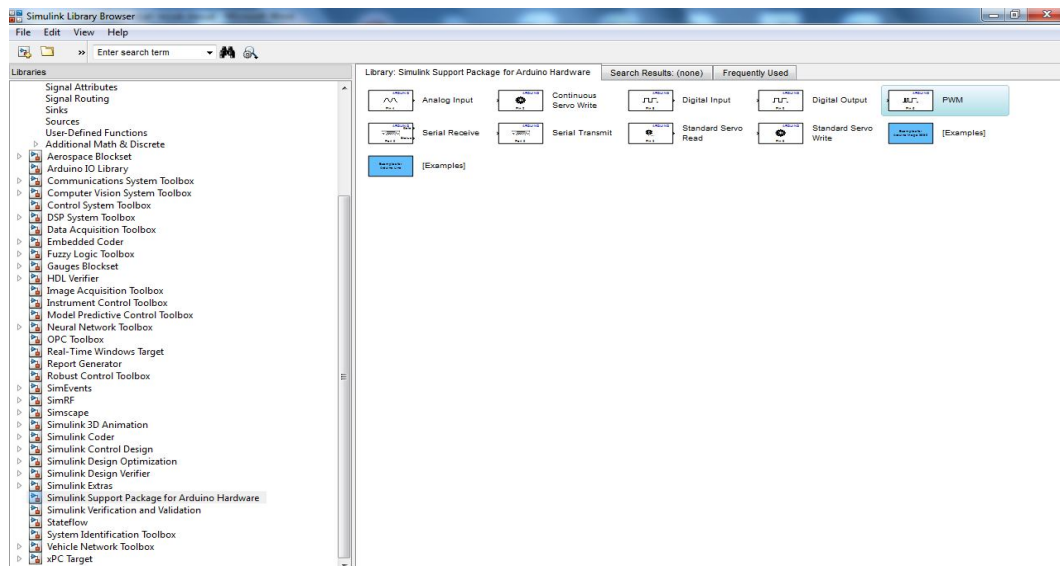 Simulink Library Browser
File Edit View Help
» Enter search term
Libraries
Signal Attributes
Signal Routing
Sinks
Sources
User-Defined Functions
Additional Math & Discrete
Aerospace Blockset
Arduino IO Library
Communications System Toolbox
Computer Vision System Toolbox
Control System Toolbox
DSP System Toolbox
Data Acquisition Toolbox
Embedded Coder
Fuzzy Logic Toolbox
Gauges Blockset
HDL Verifier
Image Acquisition Toolbox
Instrument Control Toolbox
Model Predictive Control Toolbox
Neural Network Toolbox
OPC Toolbox
Real-Time Windows Target
Report Generator
Robust Control Toolbox
SimEvents
SimRF
Simscape
Simulink 3D Animation
Simulink Coder
Simulink Control Design
Simulink Design Optimization
Simulink Design Verifier
Simulink Extras
Simulink Support Package for Arduino Hardware
Simulink Verification and Validation
Stateflow
System Identification Toolbox
Vehicle Network Toolbox
xPC Target
Library: Simulink Support Package for Arduino Hardware Search Results: (none) Frequently Used
Analog Input
Continuous
Servo Write
Digital Input
Digital Output
PWM
Serial Receive
Serial Transmit
Standard Servo
Read
Standard Servo
Write
[Examples]
[Examples]